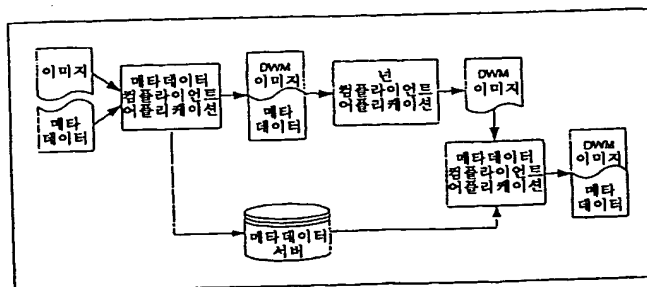 이미지
메타
데이터
메타 데이터
컴플라이언트
어플리케이션
DWM
이미지
메타
데이터
넌
컴플라이언트
어플리케이션
DWM
이미지
메타 데이터
컴플라이언트
어플리케이션
DWM
이미지
메타
데이터
메타 데이터
서버